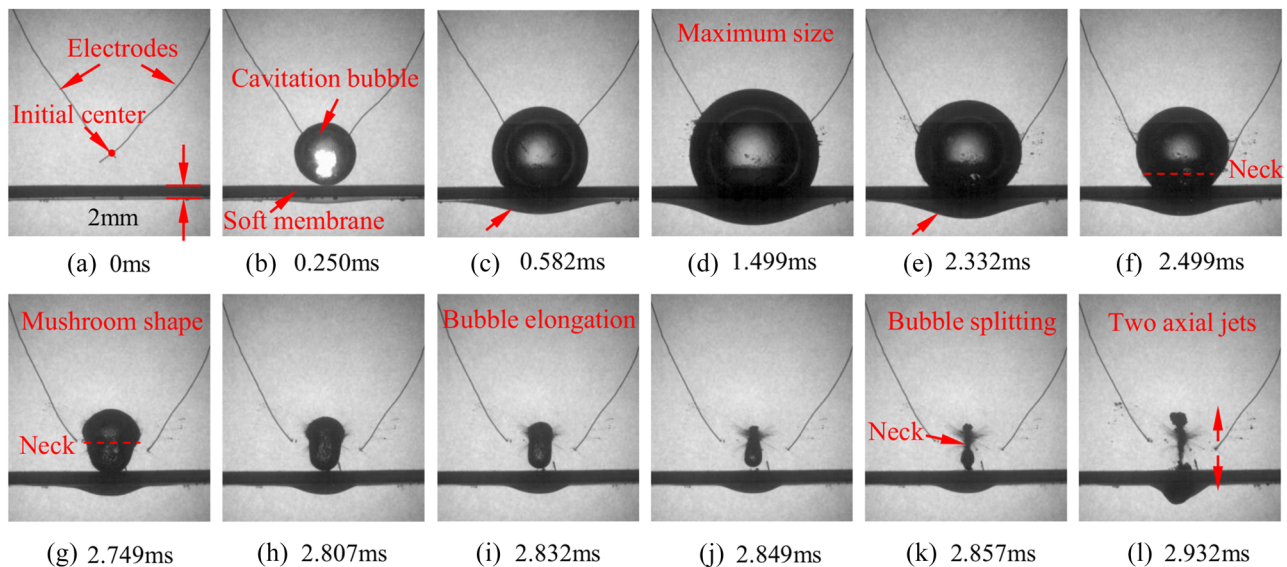 Electrodes
Initial center
2mm
Cavitation bubble
Soft membrane
Maximum size
Neck
(a) 0ms
(b) 0.250ms
(c) 0.582ms
(d) 1.499ms
(e) 2.332ms
(f) 2.499ms
Mushroom shape
Neck
Bubble elongation
Bubble splitting
Neck
Two axial jets
(g) 2.749ms
(h) 2.807ms
(i) 2.832ms
(j) 2.849ms
(k) 2.857ms
(l) 2.932ms